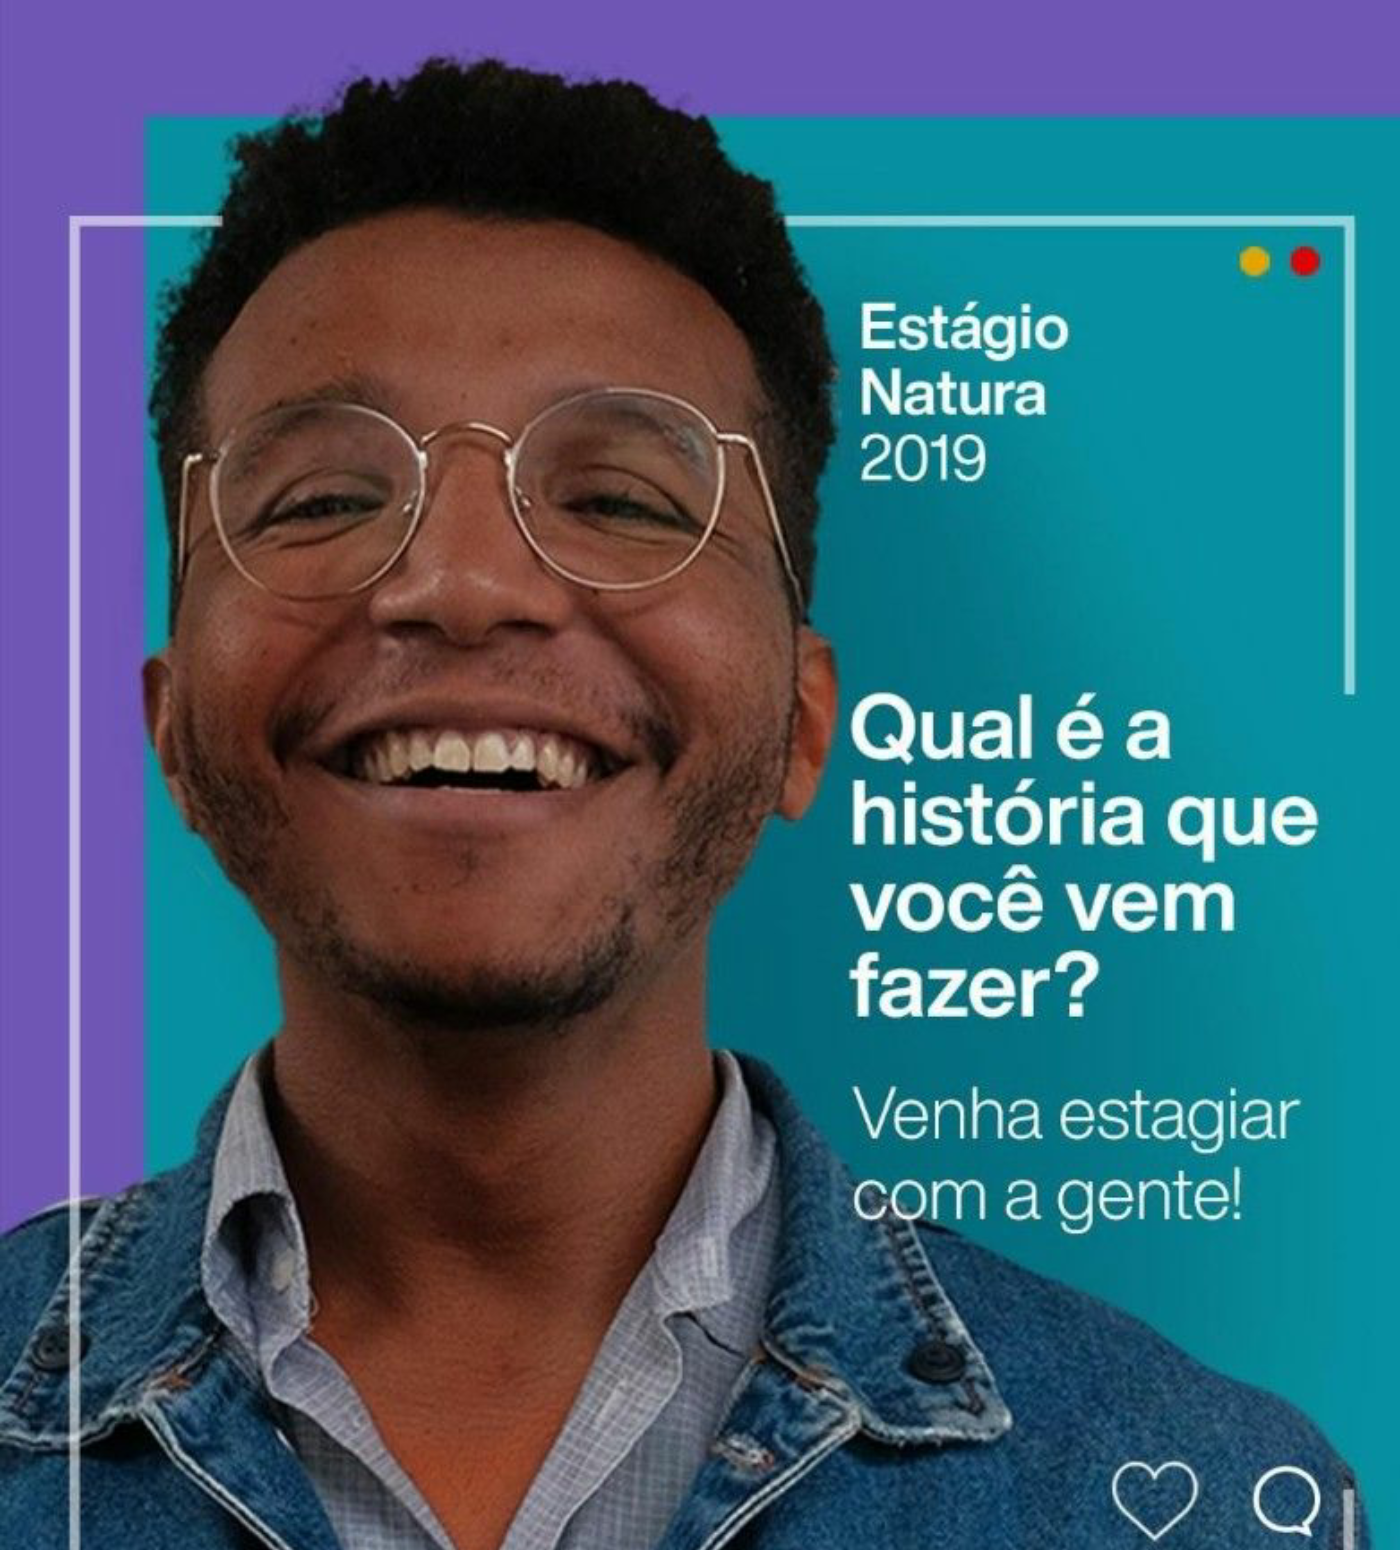 Estágio
Natura
2019
Qual é a
história que
você vem
fazer?
Venha estagiar
com a gente!